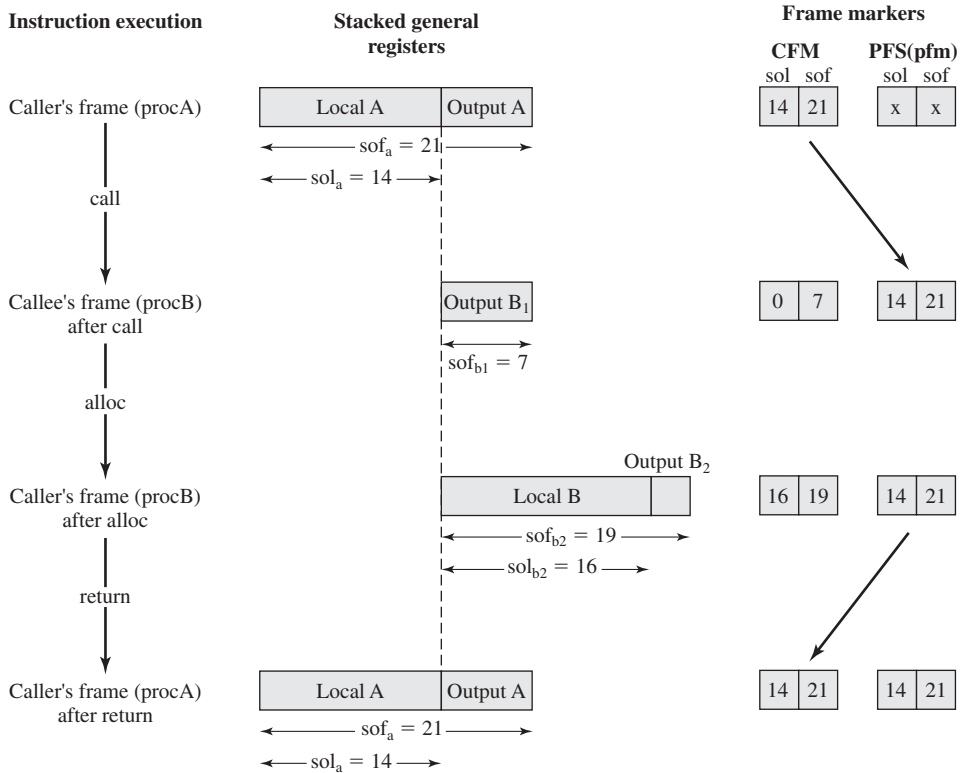 Instruction execution
Stacked general
registers
Frame markers
CFM
PFS(pfm)
sol sof
sol sof
Caller's frame (procA)
Local A
Output A
14 21
x x
sofₐ = 21
solₐ = 14
call
Callee's frame (procB)
after call
Output B₁
0 7
14 21
sof_b1 = 7
alloc
Output B₂
Caller's frame (procB)
after alloc
Local B
16 19
14 21
sof_b2 = 19
sol_b2 = 16
return
Caller's frame (procA)
after return
Local A
Output A
14 21
14 21
sofₐ = 21
solₐ = 14